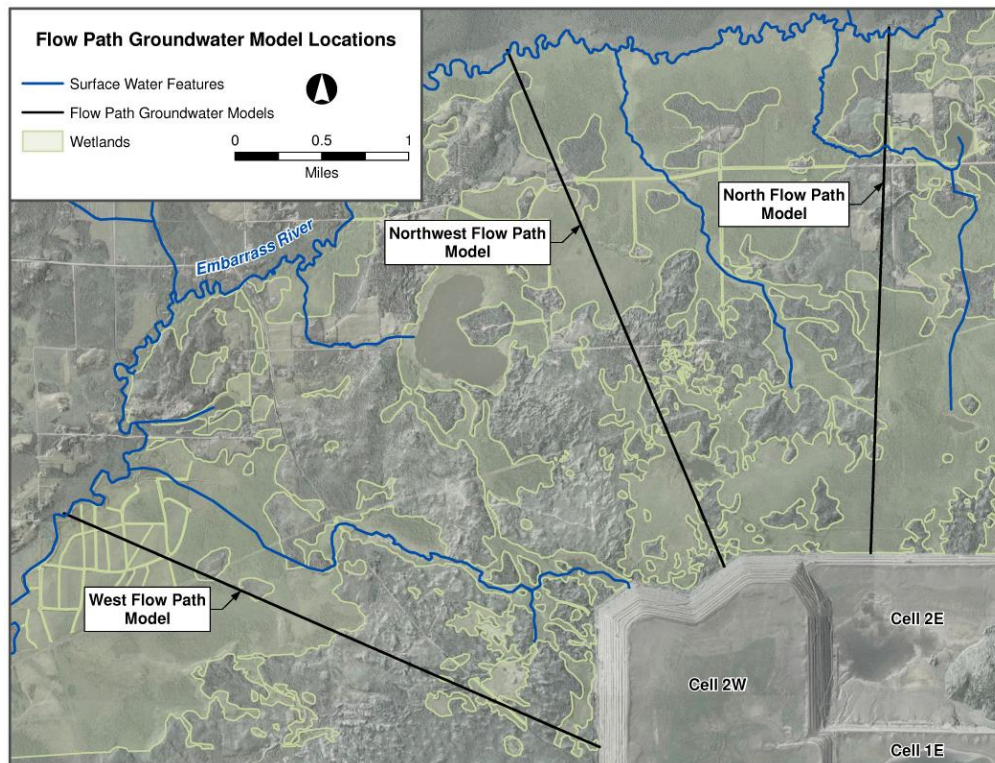 Flow Path Groundwater Model Locations
Surface Water Features
Flow Path Groundwater Models
Wetlands
0 0.5 1
Miles
North Flow Path
Model
Northwest Flow Path
Model
Embarrass River
West Flow Path
Model
Cell 2E
Cell 2W
Cell 1E